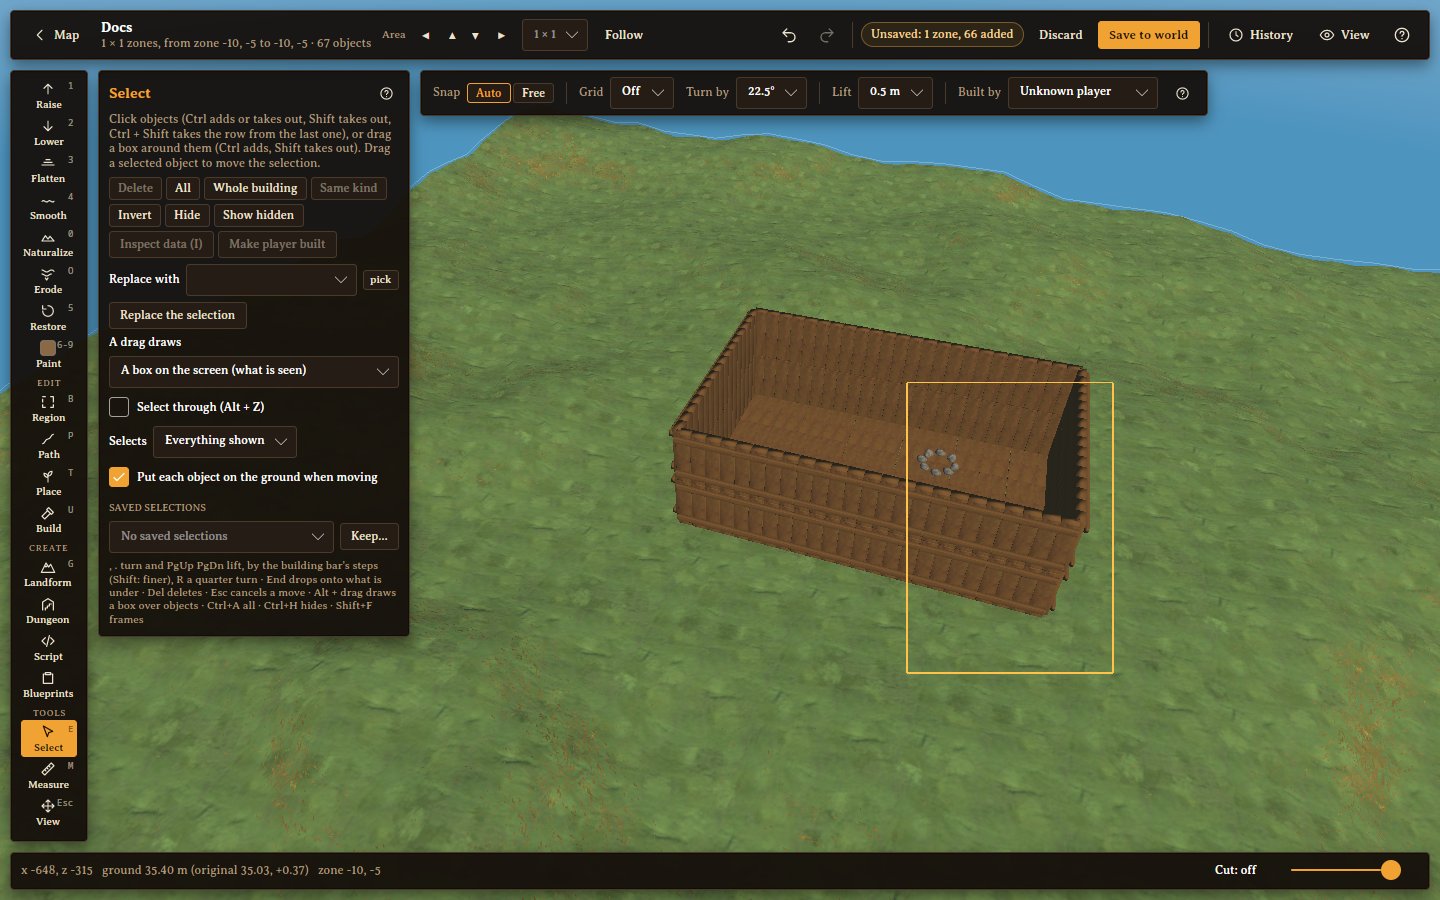 Map
Docs
1 × 1 zones, from zone -10, -5 to -10, -5 · 67 objects
Area
1 × 1
Follow
Unsaved: 1 zone, 66 added
Discard
Save to world
History
View
Raise 1
Lower 2
Flatten 3
Smooth 4
Naturalize 0
Erode O
Restore 5
Paint 6-9
EDIT
Region B
Path P
Place T
Build U
CREATE
Landform G
Dungeon
Script
Blueprints
TOOLS
Select E
Measure M
View Esc
Select
Click objects (Ctrl adds or takes out, Shift takes out,
Ctrl + Shift takes the row from the last one), or drag
a box around them (Ctrl adds, Shift takes out). Drag
a selected object to move the selection.
Delete All Whole building Same kind
Invert Hide Show hidden
Inspect data (I) Make player built
Replace with pick
Replace the selection
A drag draws
A box on the screen (what is seen)
Select through (Alt + Z)
Selects Everything shown
Put each object on the ground when moving
SAVED SELECTIONS
No saved selections Keep...
, . turn and PgUp PgDn lift, by the building bar's steps
(Shift: finer), R a quarter turn · End drops onto what is
under · Del deletes · Esc cancels a move · Alt + drag draws
a box over objects · Ctrl+A all · Ctrl+H hides · Shift+F
frames
Snap Auto Free Grid Off Turn by 22.5° Lift 0.5 m Built by Unknown player
x -648, z -315 ground 35.40 m (original 35.03, +0.37) zone -10, -5
Cut: off